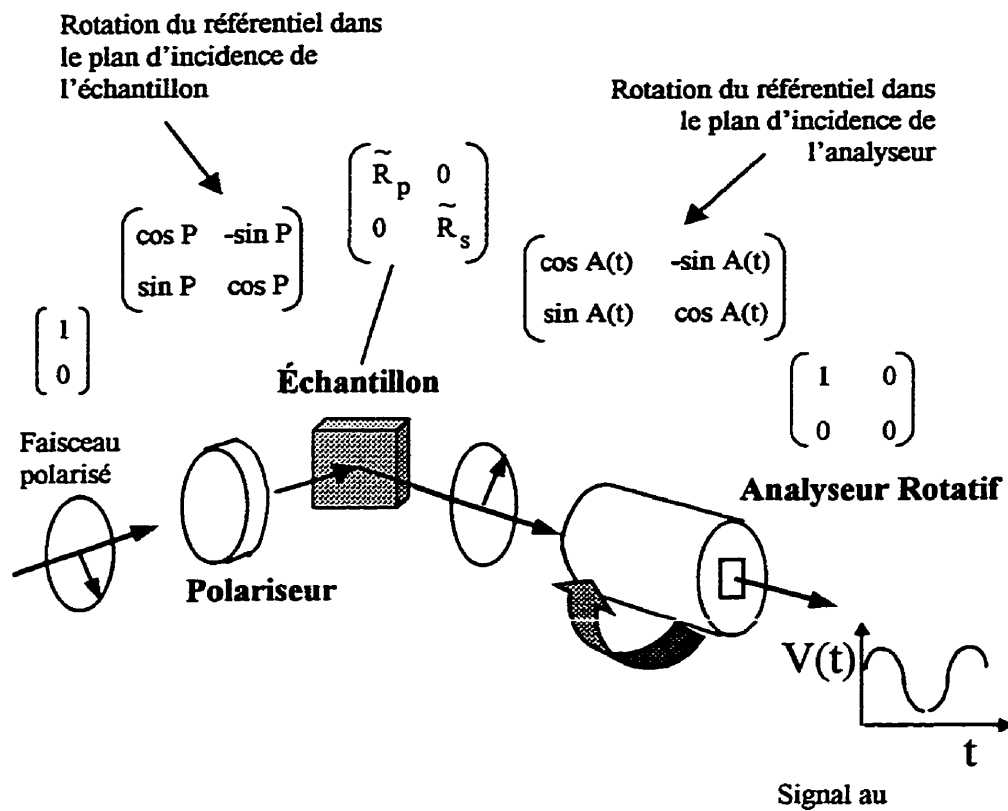 Rotation du référentiel dans
le plan d'incidence de
l'échantillon
Rotation du référentiel dans
le plan d'incidence de
l'analyseur
R̃p 0
0 R̃s
cos P -sin P
sin P cos P
cos A(t) -sin A(t)
sin A(t) cos A(t)
1
0
Échantillon
1 0
0 0
Faisceau
polarisé
Analyseur Rotatif
Polariseur
V(t)
t
Signal au